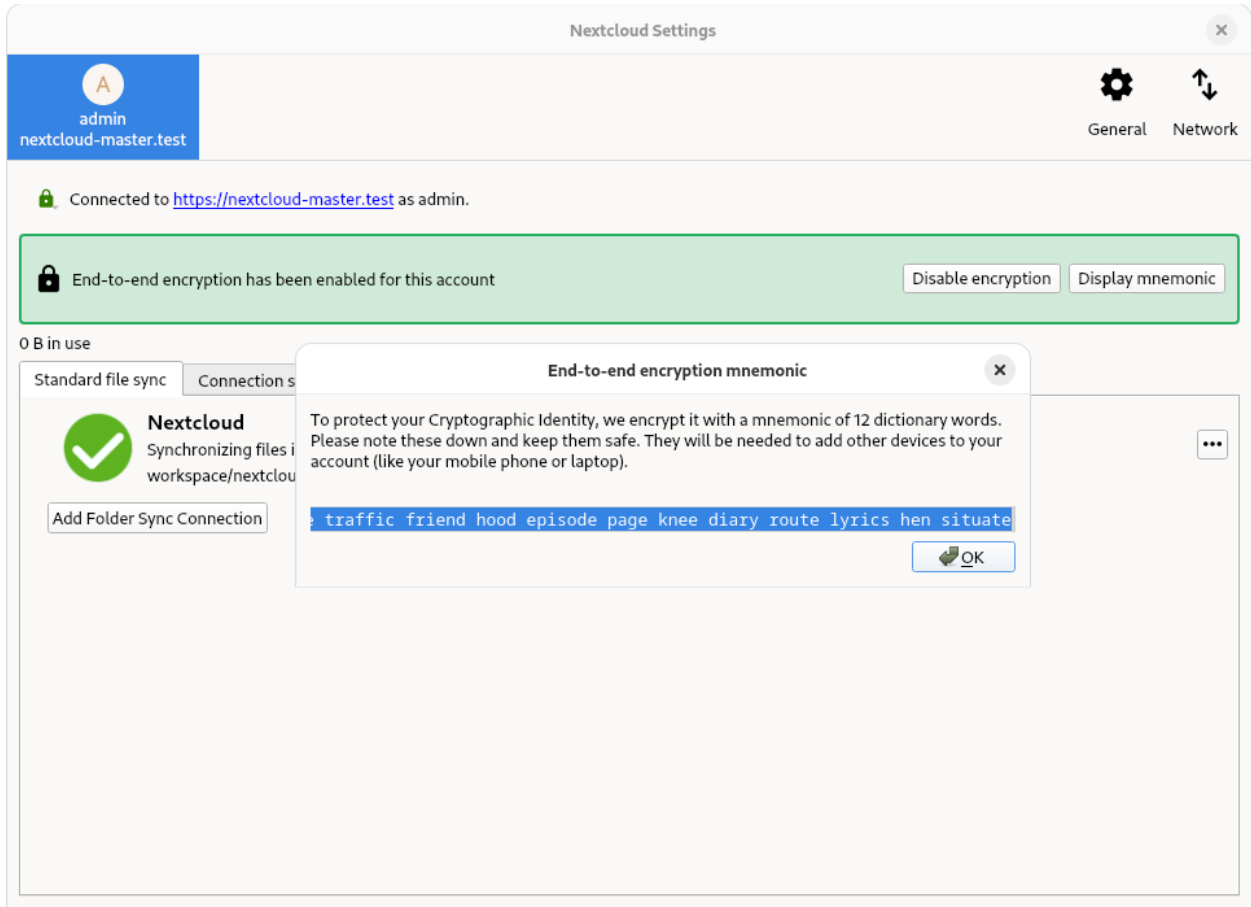 Nextcloud Settings
A
admin
nextcloud-master.test
General
Network
Connected to https://nextcloud-master.test as admin.
End-to-end encryption has been enabled for this account
Disable encryption
Display mnemonic
0 B in use
Standard file sync
Connection s
Nextcloud
Synchronizing files i
workspace/nextclou
Add Folder Sync Connection
End-to-end encryption mnemonic
To protect your Cryptographic Identity, we encrypt it with a mnemonic of 12 dictionary words.
Please note these down and keep them safe. They will be needed to add other devices to your
account (like your mobile phone or laptop).
traffic friend hood episode page knee diary route lyrics hen situate
OK